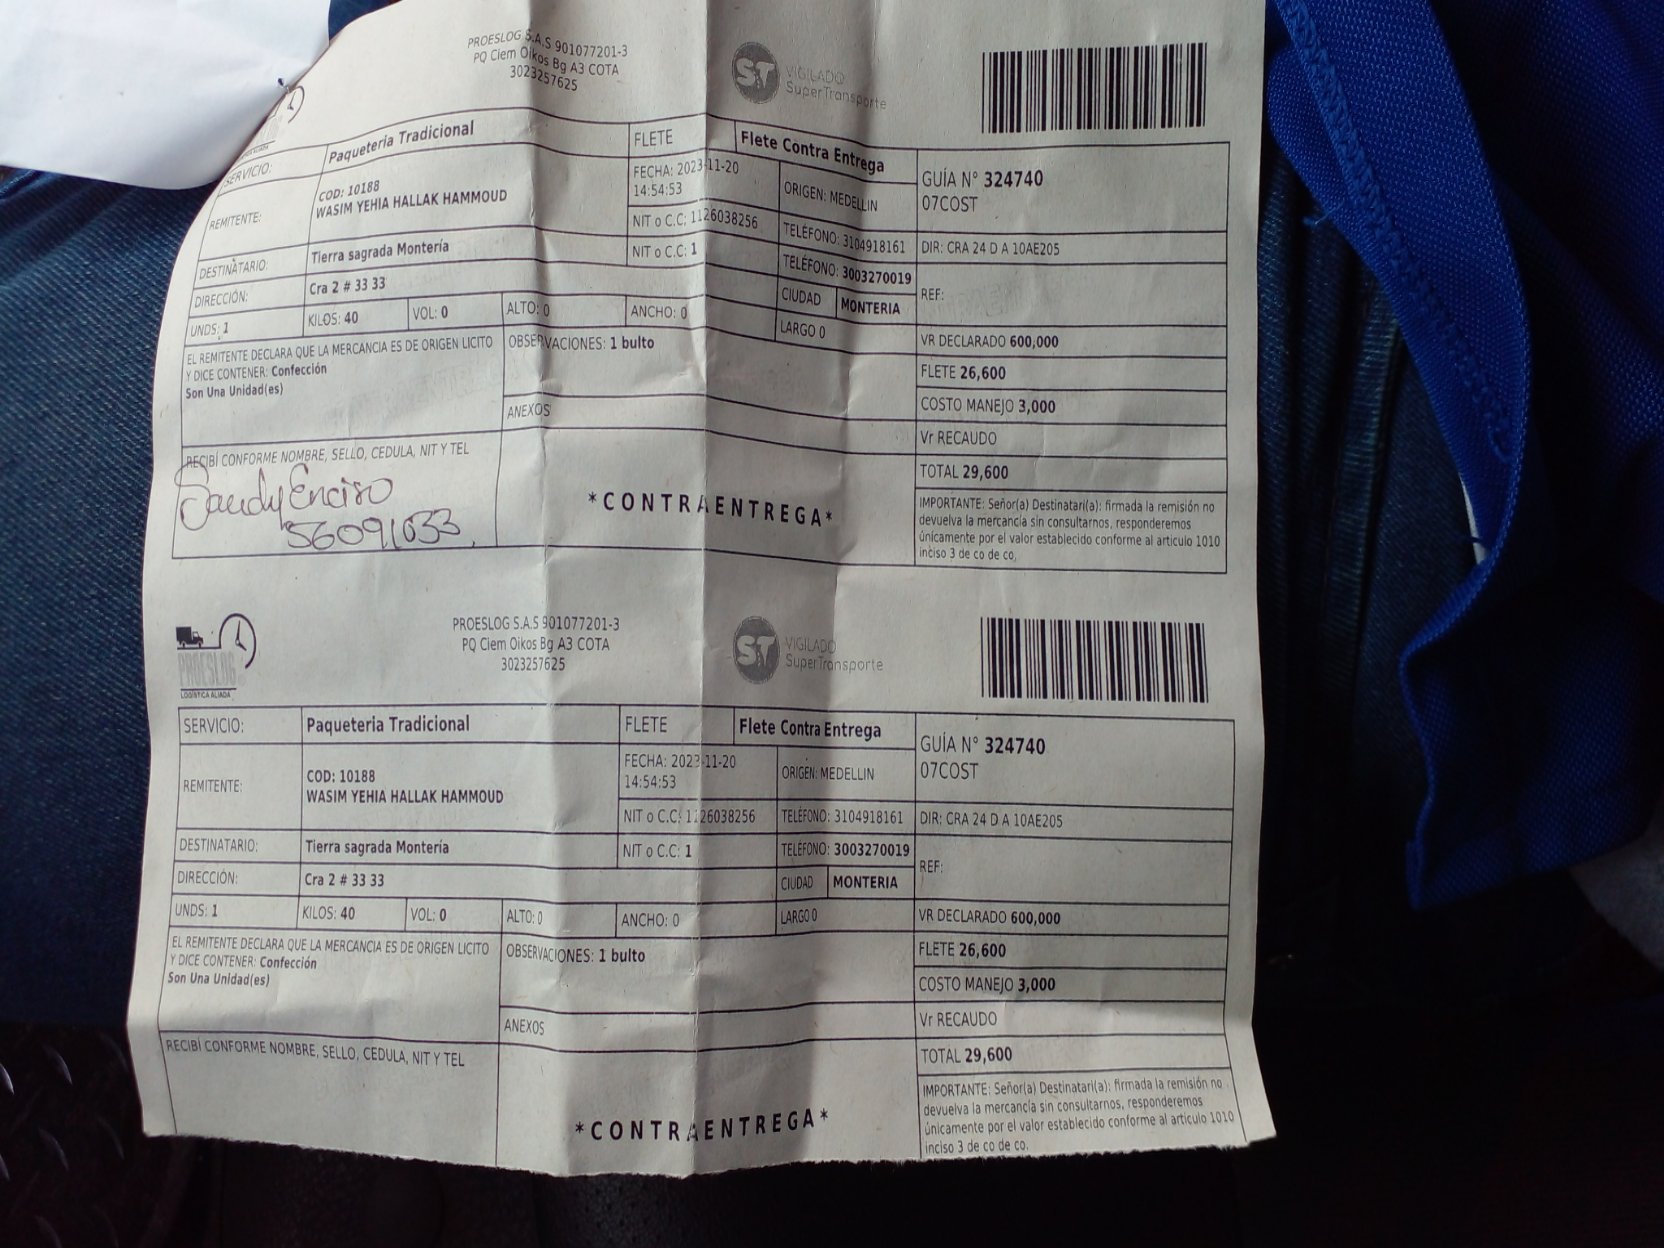 PROESLOG S.A.S 901077201-3
PQ Ciem Oikos Bg A3 COTA
3023257625
ST VIGILADO
SuperTransporte
SERVICIO: Paqueteria Tradicional FLETE Flete Contra Entrega
GUÍA N° 324740
07COST
REMITENTE: COD: 10188
WASIM YEHIA HALLAK HAMMOUD
FECHA: 2023-11-20
14:54:53
ORIGEN: MEDELLIN
NIT o C.C: 1126038256 TELÉFONO: 3104918161 DIR: CRA 24 D A 10AE205
DESTINATARIO: Tierra sagrada Montería NIT o C.C: 1 TELÉFONO: 3003270019
REF:
DIRECCIÓN: Cra 2 # 33 33 CIUDAD MONTERIA
UNDS: 1 KILOS: 40 VOL: 0 ALTO: 0 ANCHO: 0 LARGO 0 VR DECLARADO 600,000
EL REMITENTE DECLARA QUE LA MERCANCIA ES DE ORIGEN LICITO
Y DICE CONTENER: Confección
Son Una Unidad(es)
OBSERVACIONES: 1 bulto
FLETE 26,600
COSTO MANEJO 3,000
ANEXOS
Vr RECAUDO
RECIBÍ CONFORME NOMBRE, SELLO, CEDULA, NIT Y TEL
Sandy Enciso
56091033
*CONTRAENTREGA*
TOTAL 29,600
IMPORTANTE: Señor(a) Destinatari(a): firmada la remisión no
devuelva la mercancía sin consultarnos, responderemos
únicamente por el valor establecido conforme al articulo 1010
inciso 3 de co de co.
PROESLOG
LOGÍSTICA ALIADA
PROESLOG S.A.S 901077201-3
PQ Ciem Oikos Bg A3 COTA
3023257625
ST VIGILADO
SuperTransporte
SERVICIO: Paqueteria Tradicional FLETE Flete Contra Entrega
GUÍA N° 324740
07COST
REMITENTE: COD: 10188
WASIM YEHIA HALLAK HAMMOUD
FECHA: 2023-11-20
14:54:53
ORIGEN: MEDELLIN
NIT o C.C: 1126038256 TELÉFONO: 3104918161 DIR: CRA 24 D A 10AE205
DESTINATARIO: Tierra sagrada Montería NIT o C.C: 1 TELÉFONO: 3003270019
REF:
DIRECCIÓN: Cra 2 # 33 33 CIUDAD MONTERIA
UNDS: 1 KILOS: 40 VOL: 0 ALTO: 0 ANCHO: 0 LARGO 0 VR DECLARADO 600,000
EL REMITENTE DECLARA QUE LA MERCANCIA ES DE ORIGEN LICITO
Y DICE CONTENER: Confección
Son Una Unidad(es)
OBSERVACIONES: 1 bulto
FLETE 26,600
COSTO MANEJO 3,000
ANEXOS
Vr RECAUDO
RECIBÍ CONFORME NOMBRE, SELLO, CEDULA, NIT Y TEL
*CONTRAENTREGA*
TOTAL 29,600
IMPORTANTE: Señor(a) Destinatari(a): firmada la remisión no
devuelva la mercancía sin consultarnos, responderemos
únicamente por el valor establecido conforme al articulo 1010
inciso 3 de co de co.